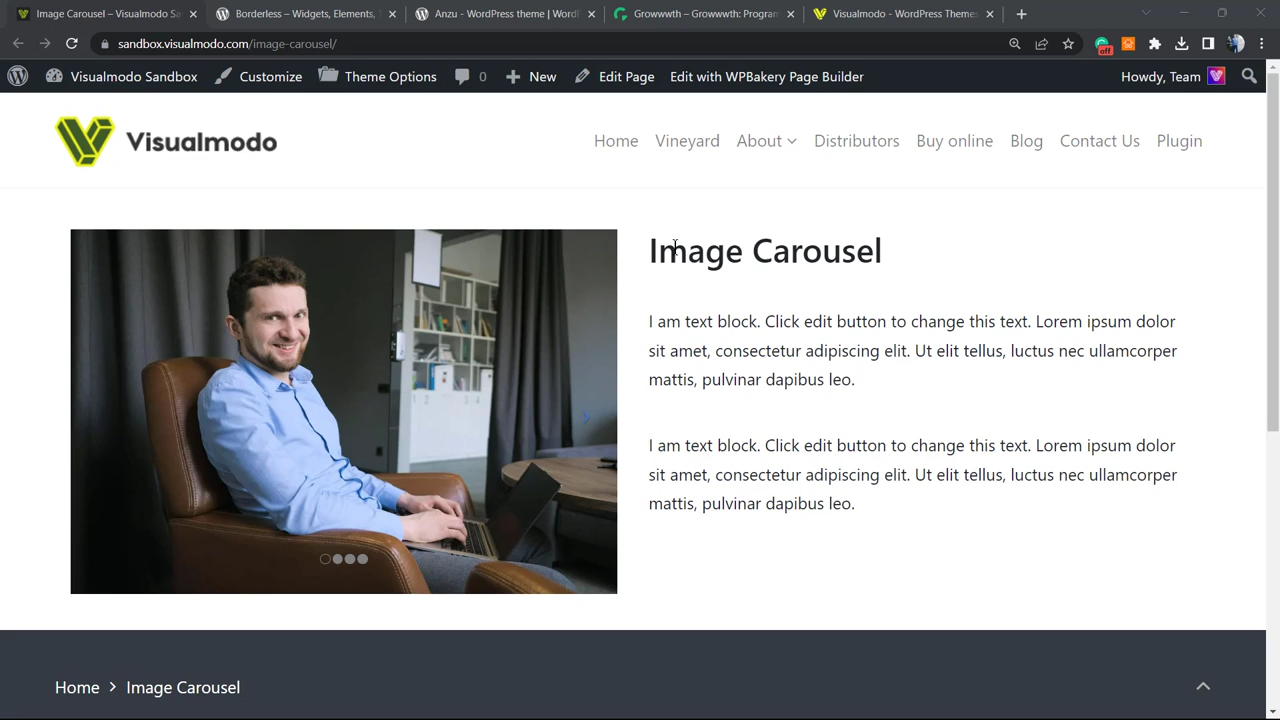 Image Carousel – Visualmodo Sa
Borderless – Widgets, Elements,
Anzu - WordPress theme | Word
Growwwth – Growwwth: Program
Visualmodo - WordPress Themes
sandbox.visualmodo.com/image-carousel/
off
Visualmodo Sandbox
Customize
Theme Options
0
New
Edit Page
Edit with WPBakery Page Builder
Howdy, Team
Visualmodo
Home
Vineyard
About
Distributors
Buy online
Blog
Contact Us
Plugin
Image Carousel
I am text block. Click edit button to change this text. Lorem ipsum dolor
sit amet, consectetur adipiscing elit. Ut elit tellus, luctus nec ullamcorper
mattis, pulvinar dapibus leo.
I am text block. Click edit button to change this text. Lorem ipsum dolor
sit amet, consectetur adipiscing elit. Ut elit tellus, luctus nec ullamcorper
mattis, pulvinar dapibus leo.
Home > Image Carousel